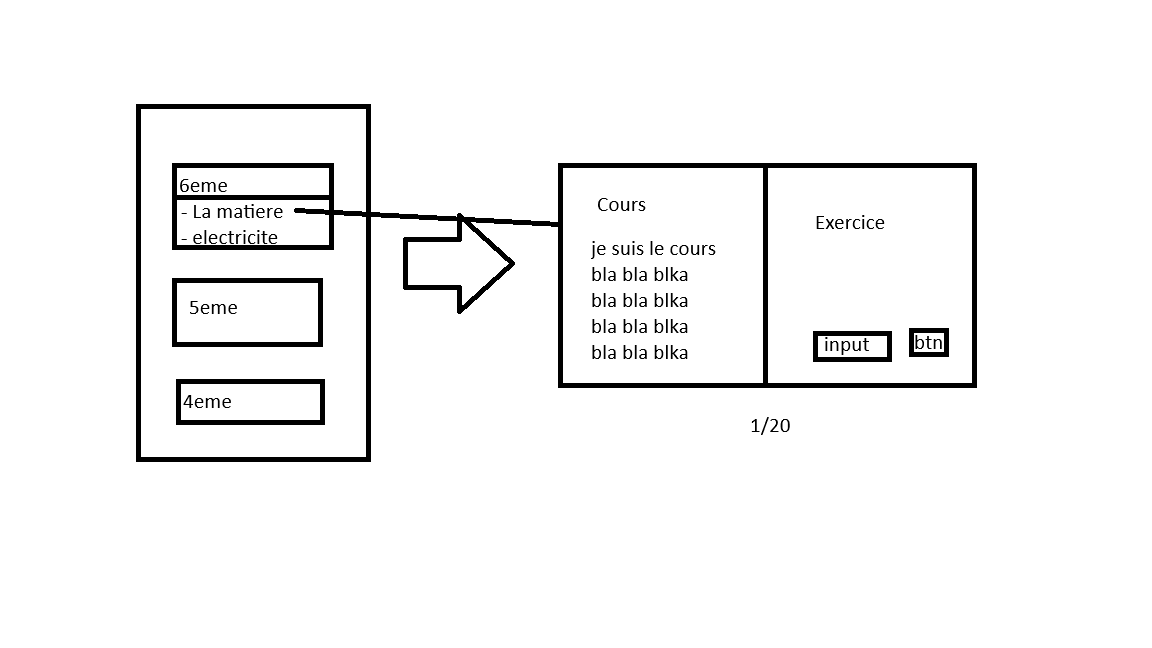 6eme
- La matiere
- electricite
5eme
4eme
Cours
je suis le cours
bla bla blka
bla bla blka
bla bla blka
bla bla blka
Exercice
input
btn
1/20